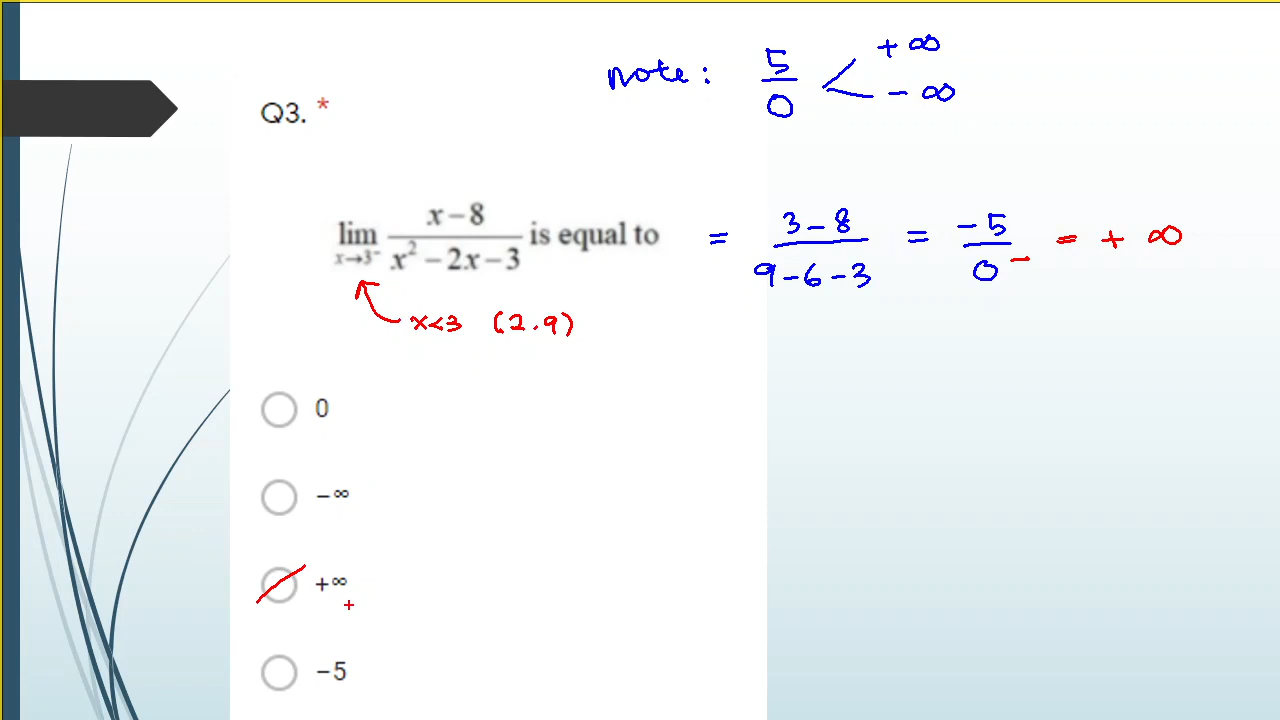 note: 5/0 < +∞ −∞
Q3. *
lim x→3⁻ (x−8)/(x²−2x−3) is equal to = (3−8)/(9−6−3) = −5/0− = +∞
x<3 (2.9)
0
−∞
+∞
−5